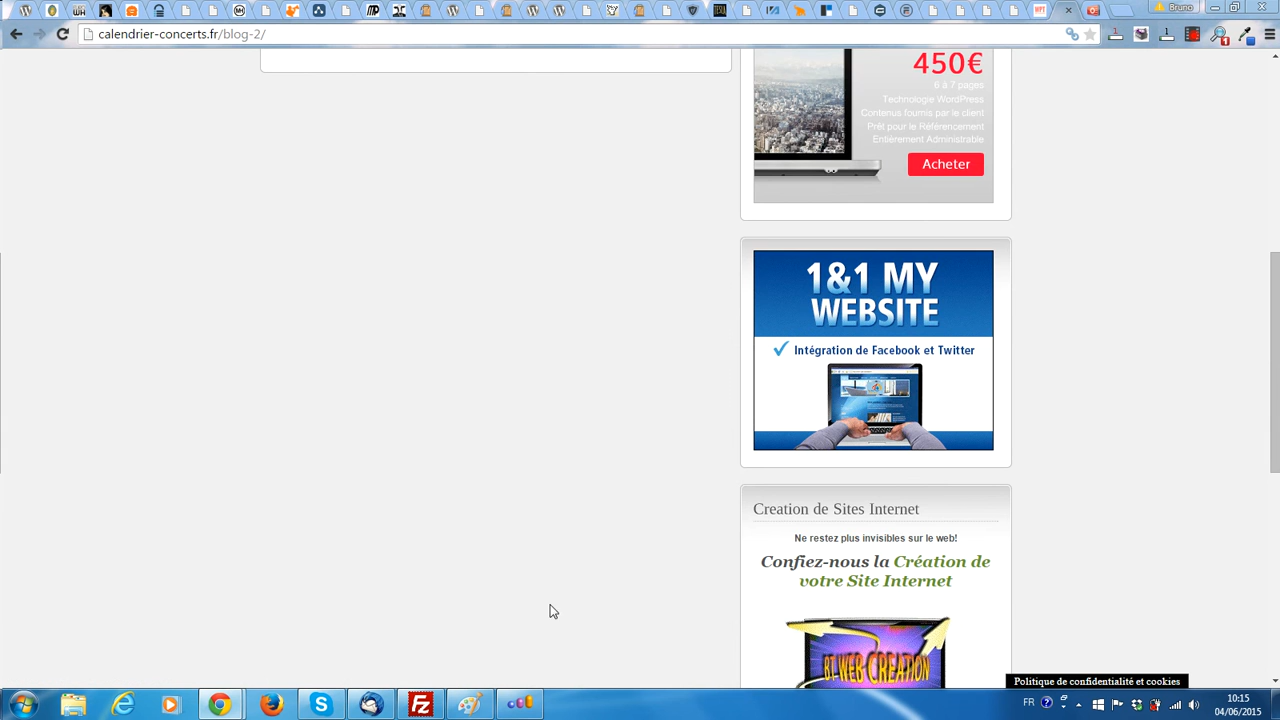 Bruno
calendrier-concerts.fr/blog-2/
450€
6 à 7 pages
Technologie WordPress
Contenus fournis par le client
Prêt pour le Référencement
Entièrement Administrable
Acheter
1&1 MY
WEBSITE
Intégration de Facebook et Twitter
Creation de Sites Internet
Ne restez plus invisibles sur le web!
Confiez-nous la Création de
votre Site Internet
BT WEB CREATION
Politique de confidentialité et cookies
FR
10:15
04/06/2015